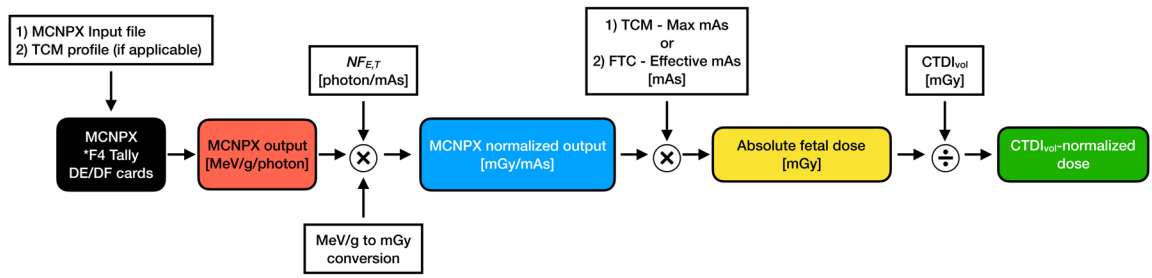 1) MCNPX Input file
2) TCM profile (if applicable)
MCNPX
*F4 Tally
DE/DF cards
MCNPX output
[MeV/g/photon]
NF_E,T
[photon/mAs]
×
MeV/g to mGy
conversion
MCNPX normalized output
[mGy/mAs]
1) TCM - Max mAs
or
2) FTC - Effective mAs
[mAs]
×
Absolute fetal dose
[mGy]
CTDIvol
[mGy]
÷
CTDIvol-normalized
dose